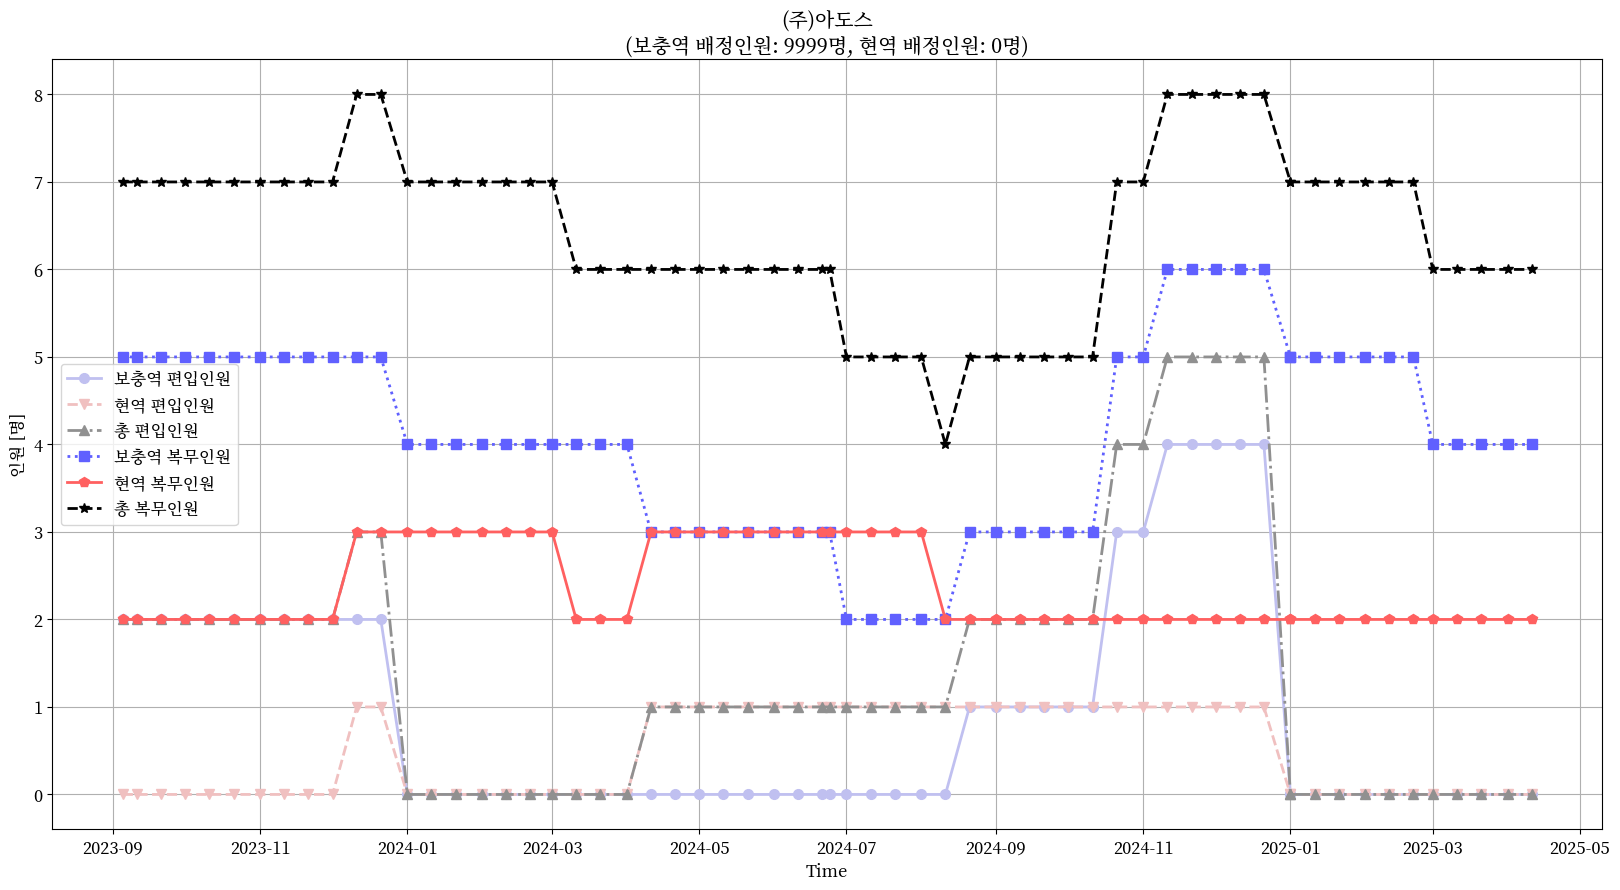 (주)아도스
(보충역 배정인원: 9999명, 현역 배정인원: 0명)
8
7
6
5
4
3
2
1
0
인원 [명]
보충역 편입인원
현역 편입인원
총 편입인원
보충역 복무인원
현역 복무인원
총 복무인원
2023-09 2023-11 2024-01 2024-03 2024-05 2024-07 2024-09 2024-11 2025-01 2025-03 2025-05
Time